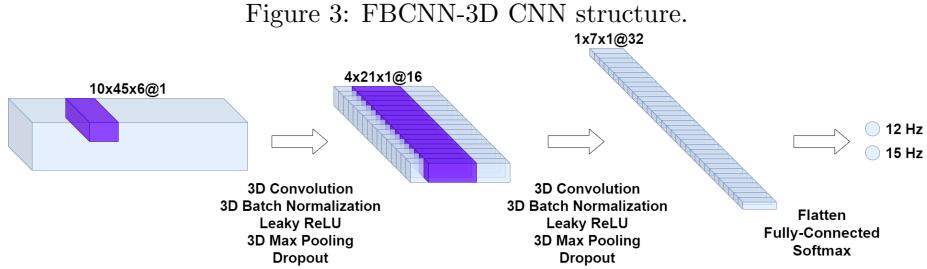 Figure 3: FBCNN-3D CNN structure.
10x45x6@1
4x21x1@16
1x7x1@32
12 Hz
15 Hz
3D Convolution
3D Batch Normalization
Leaky ReLU
3D Max Pooling
Dropout
3D Convolution
3D Batch Normalization
Leaky ReLU
3D Max Pooling
Dropout
Flatten
Fully-Connected
Softmax